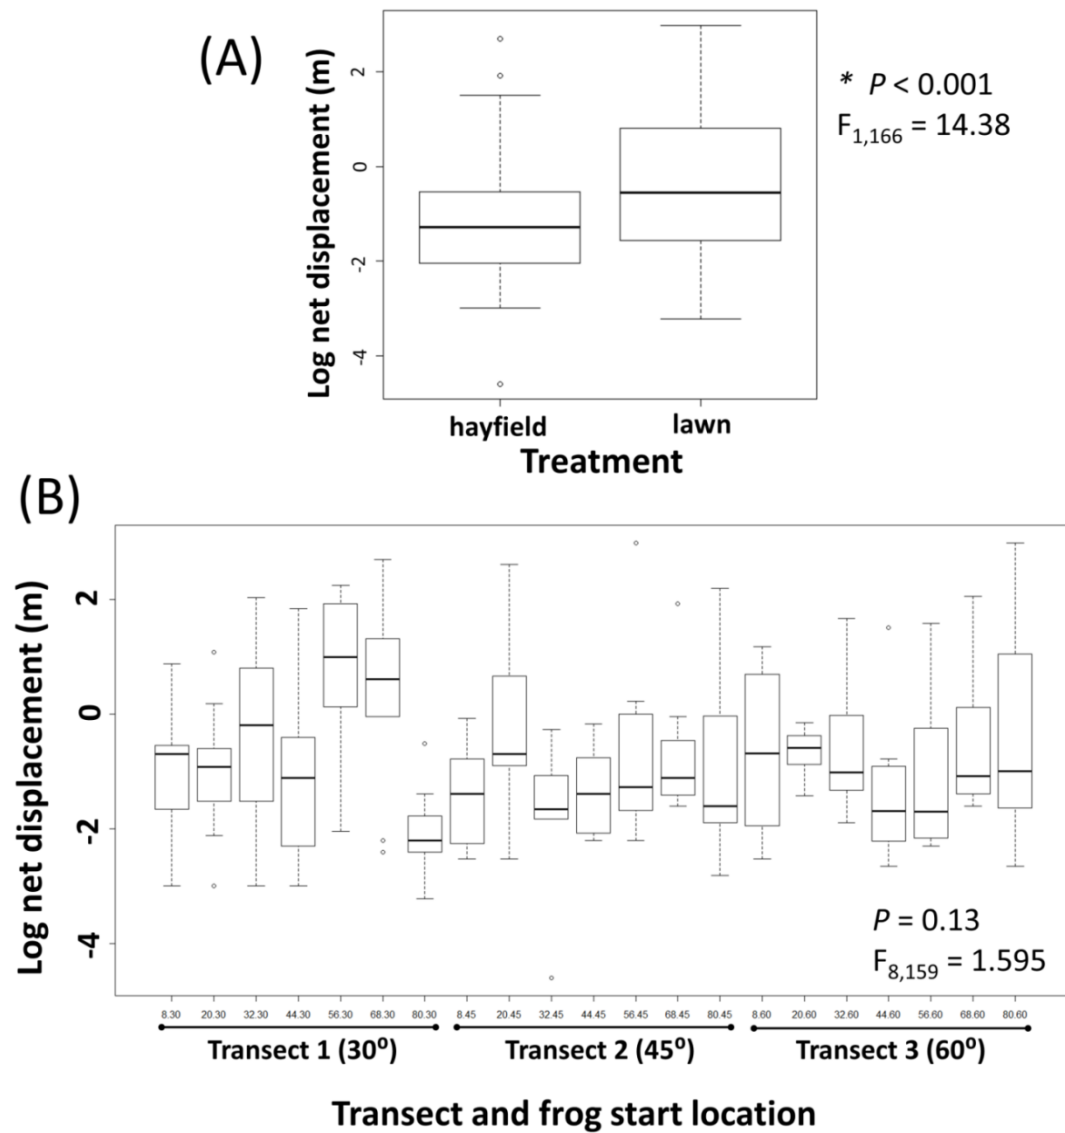 (A)
Log net displacement (m)
2
0
-2
-4
* P < 0.001
F1,166 = 14.38
hayfield lawn
Treatment
(B)
Log net displacement (m)
2
0
-2
-4
P = 0.13
F8,159 = 1.595
8.30 20.30 32.30 44.30 56.30 68.30 80.30 8.45 20.45 32.45 44.45 56.45 68.45 80.45 8.60 20.60 32.60 44.60 56.60 68.60 80.60
Transect 1 (30⁰) Transect 2 (45⁰) Transect 3 (60⁰)
Transect and frog start location